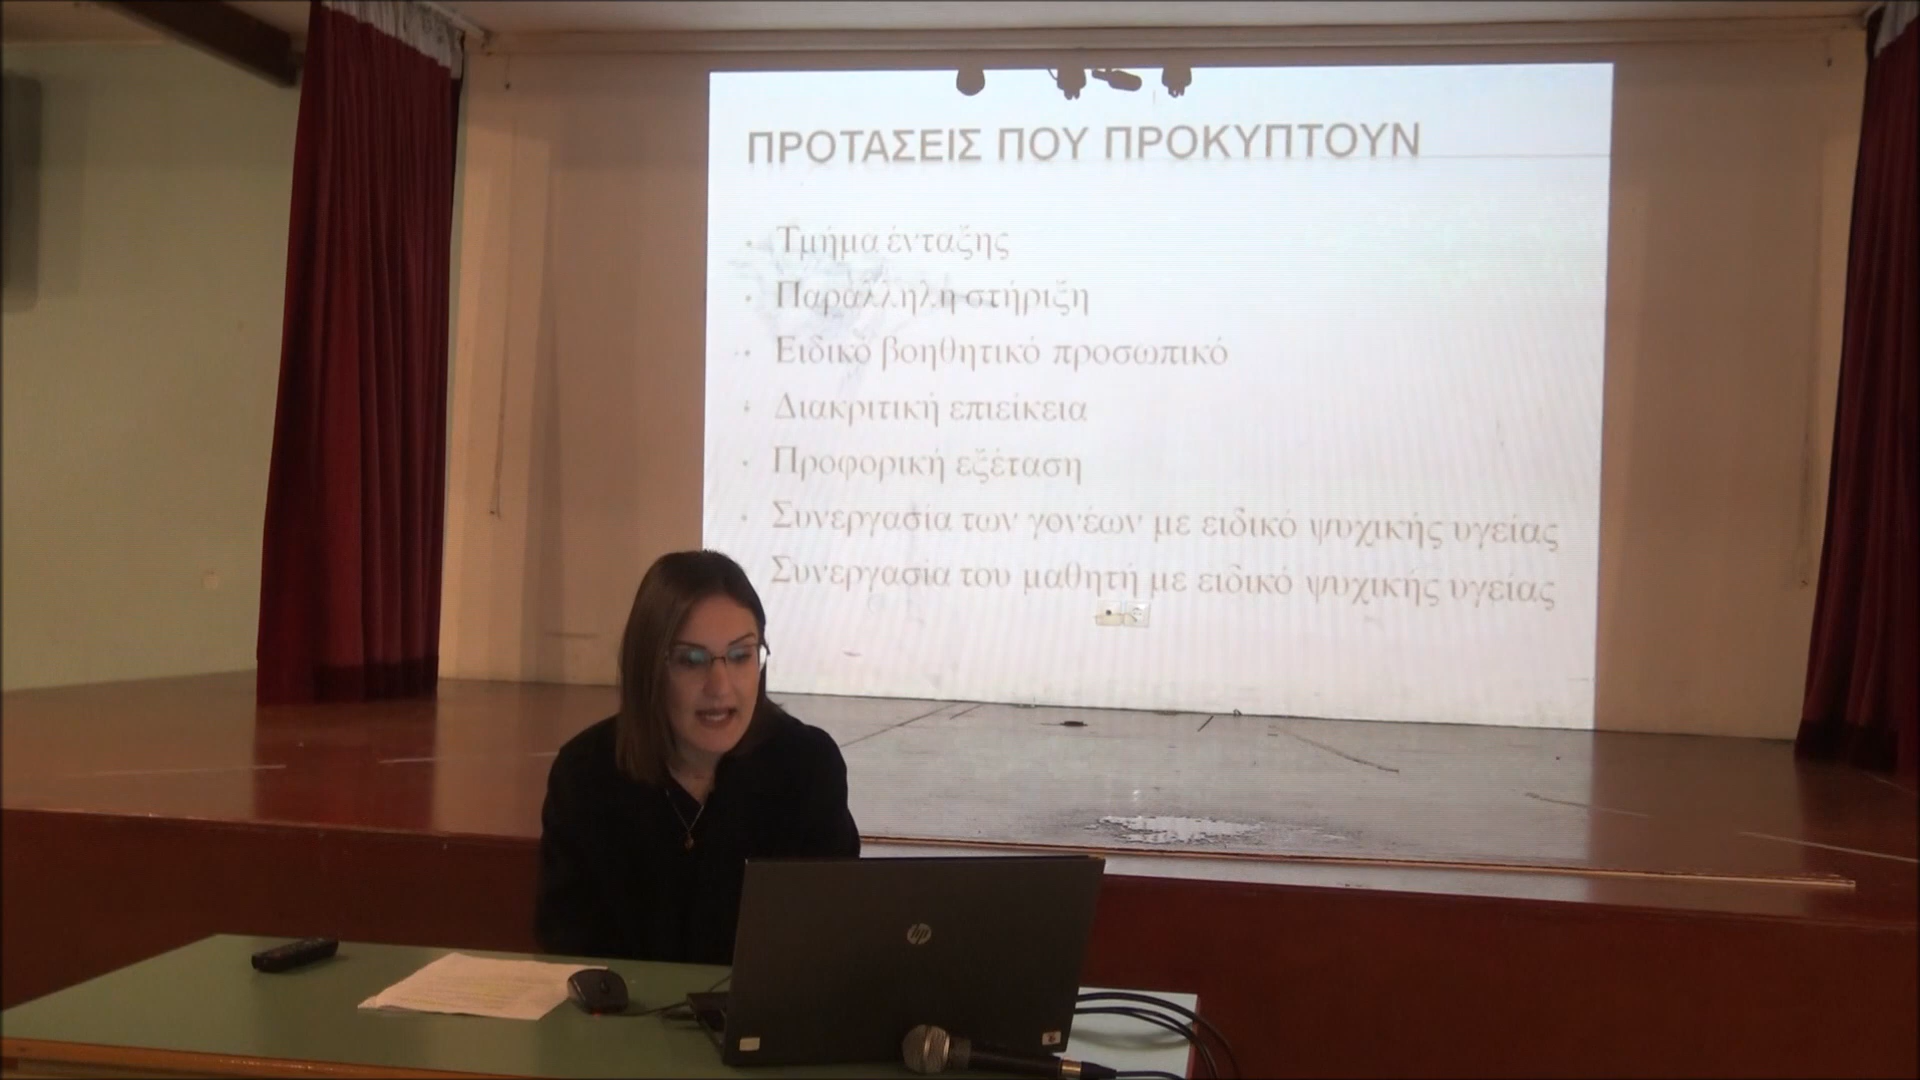 ΠΡΟΤΑΣΕΙΣ ΠΟΥ ΠΡΟΚΥΠΤΟΥΝ
• Τμήμα ένταξης
• Παράλληλη στήριξη
• Ειδικό βοηθητικό προσωπικό
• Διακριτική επιείκεια
• Προφορική εξέταση
• Συνεργασία των γονέων με ειδικό ψυχικής υγείας
Συνεργασία του μαθητή με ειδικό ψυχικής υγείας
hp